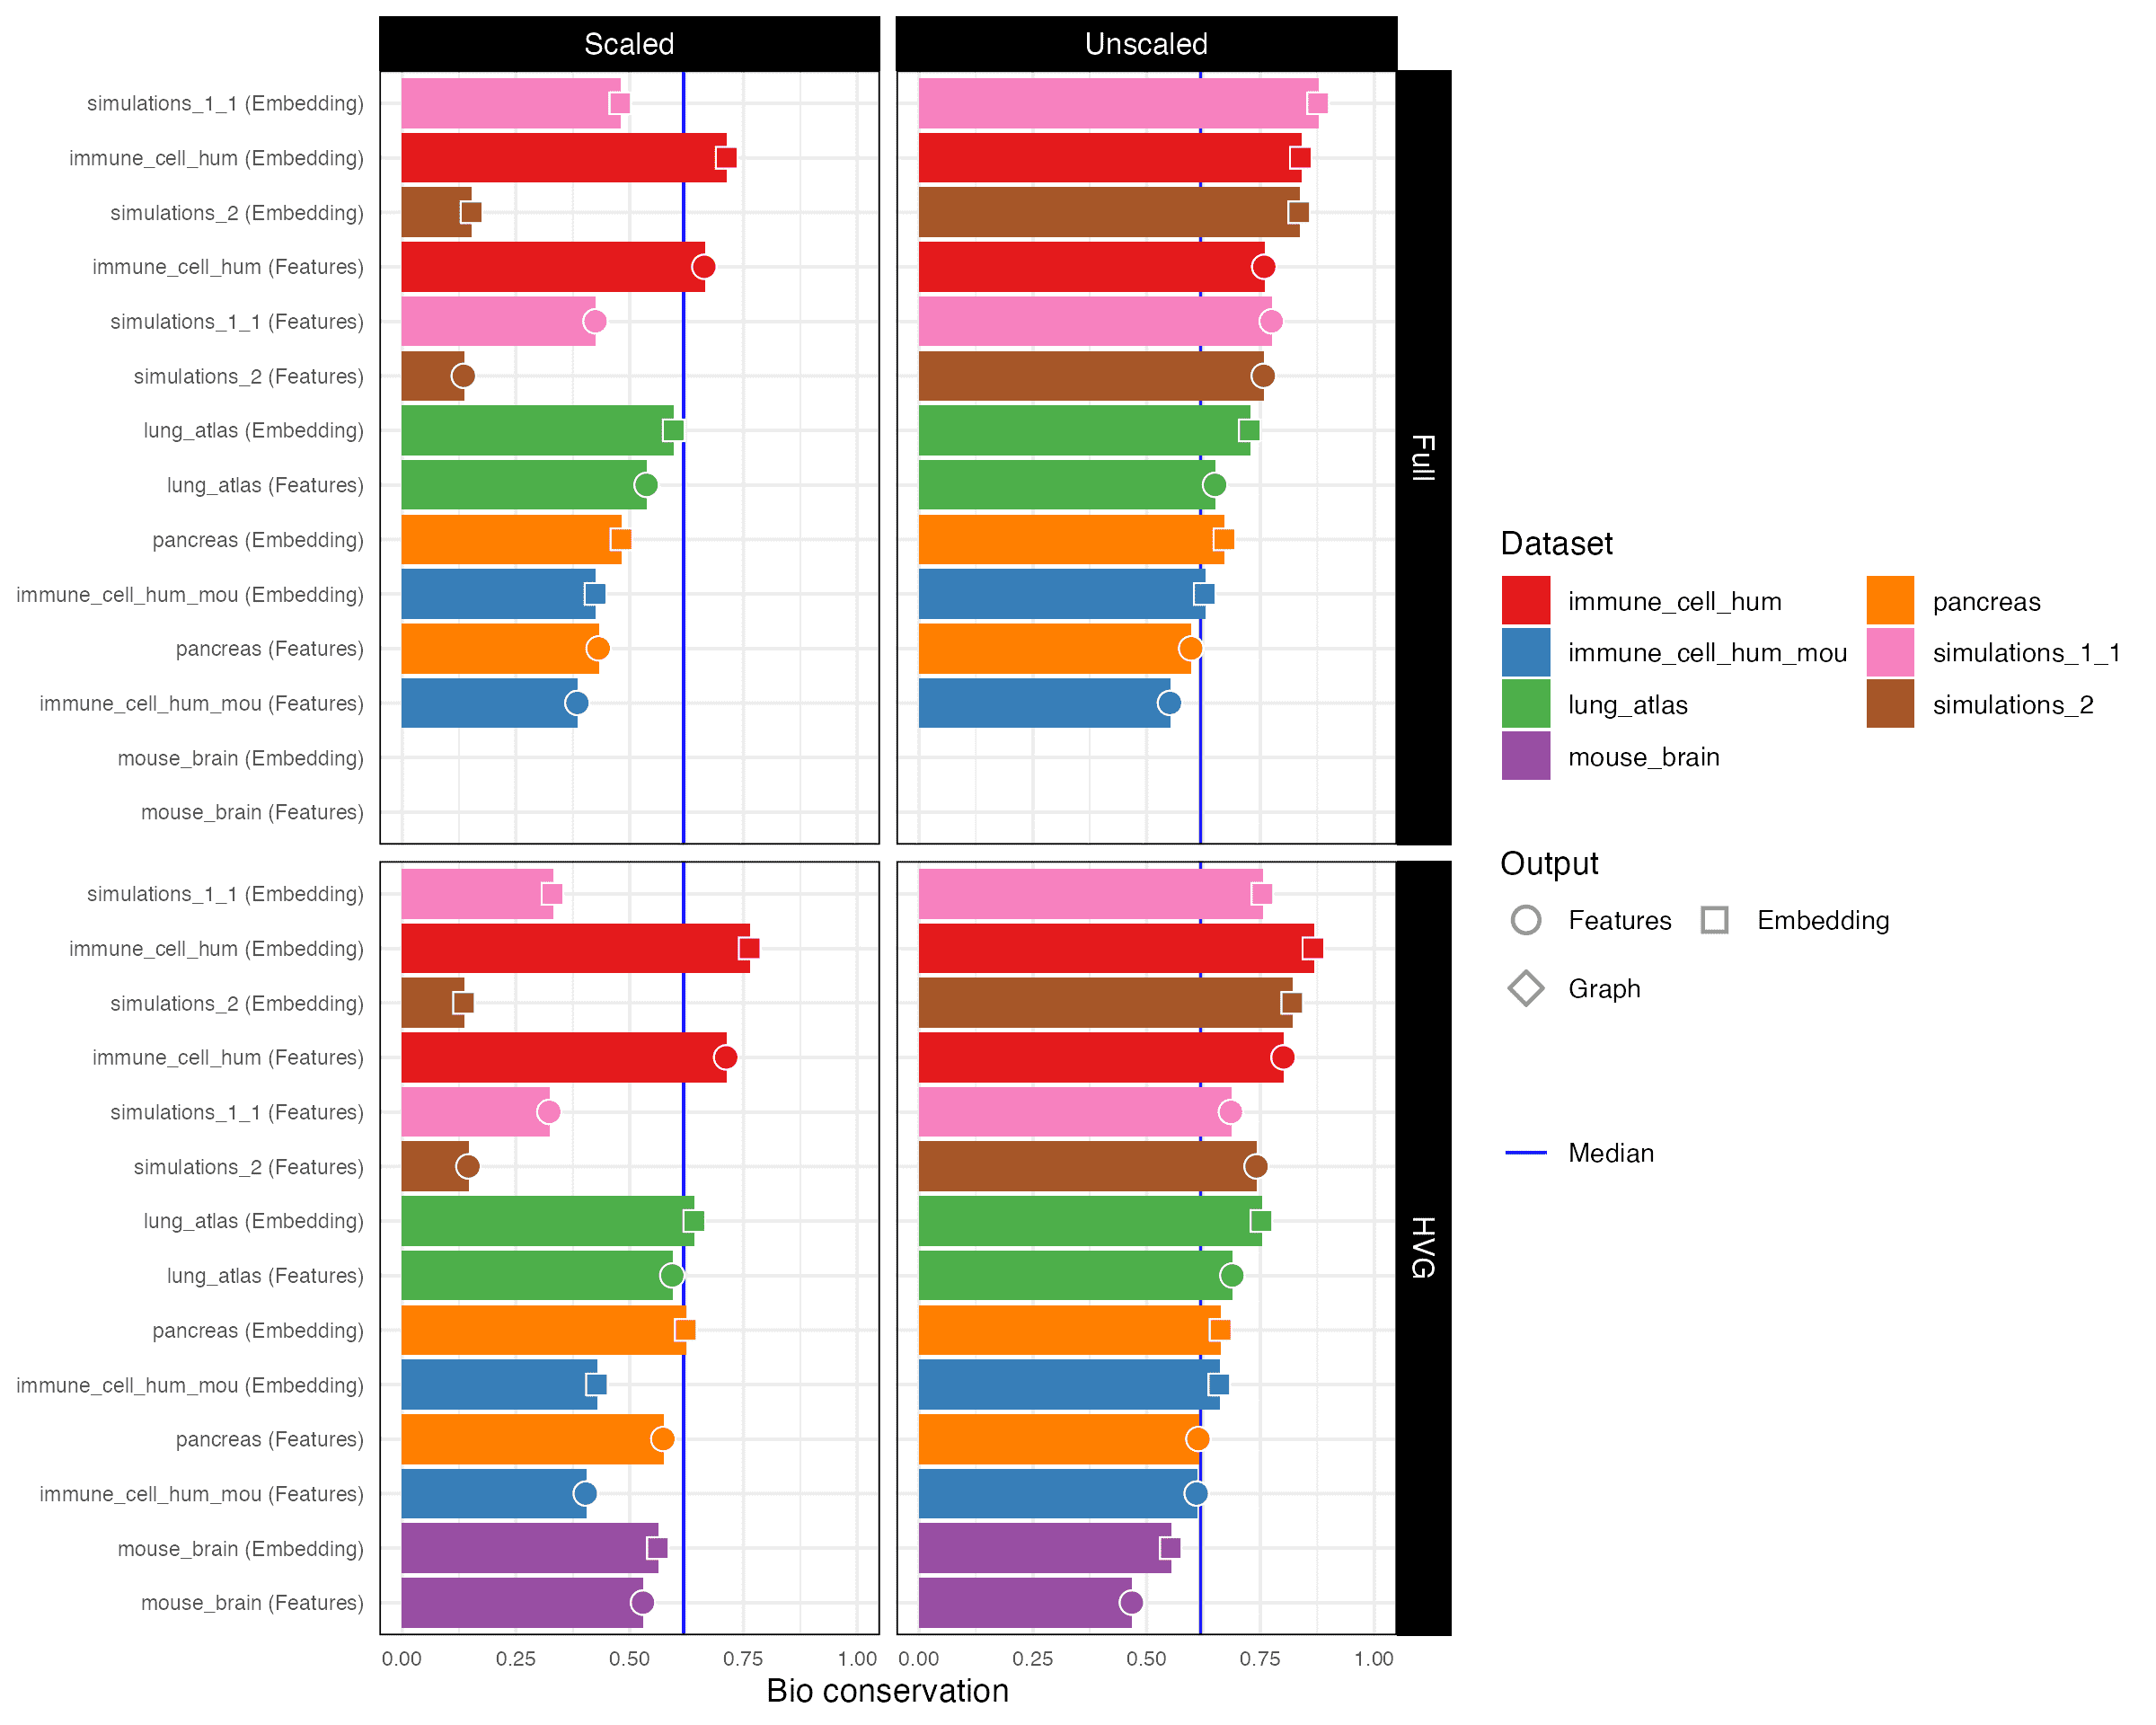 Scaled
Unscaled
simulations_1_1 (Embedding)
immune_cell_hum (Embedding)
simulations_2 (Embedding)
immune_cell_hum (Features)
simulations_1_1 (Features)
simulations_2 (Features)
lung_atlas (Embedding)
lung_atlas (Features)
pancreas (Embedding)
immune_cell_hum_mou (Embedding)
pancreas (Features)
immune_cell_hum_mou (Features)
mouse_brain (Embedding)
mouse_brain (Features)
Full
simulations_1_1 (Embedding)
immune_cell_hum (Embedding)
simulations_2 (Embedding)
immune_cell_hum (Features)
simulations_1_1 (Features)
simulations_2 (Features)
lung_atlas (Embedding)
lung_atlas (Features)
pancreas (Embedding)
immune_cell_hum_mou (Embedding)
pancreas (Features)
immune_cell_hum_mou (Features)
mouse_brain (Embedding)
mouse_brain (Features)
HVG
0.00 0.25 0.50 0.75 1.00
0.00 0.25 0.50 0.75 1.00
Bio conservation
Dataset
immune_cell_hum
immune_cell_hum_mou
lung_atlas
mouse_brain
pancreas
simulations_1_1
simulations_2
Output
Features
Embedding
Graph
Median